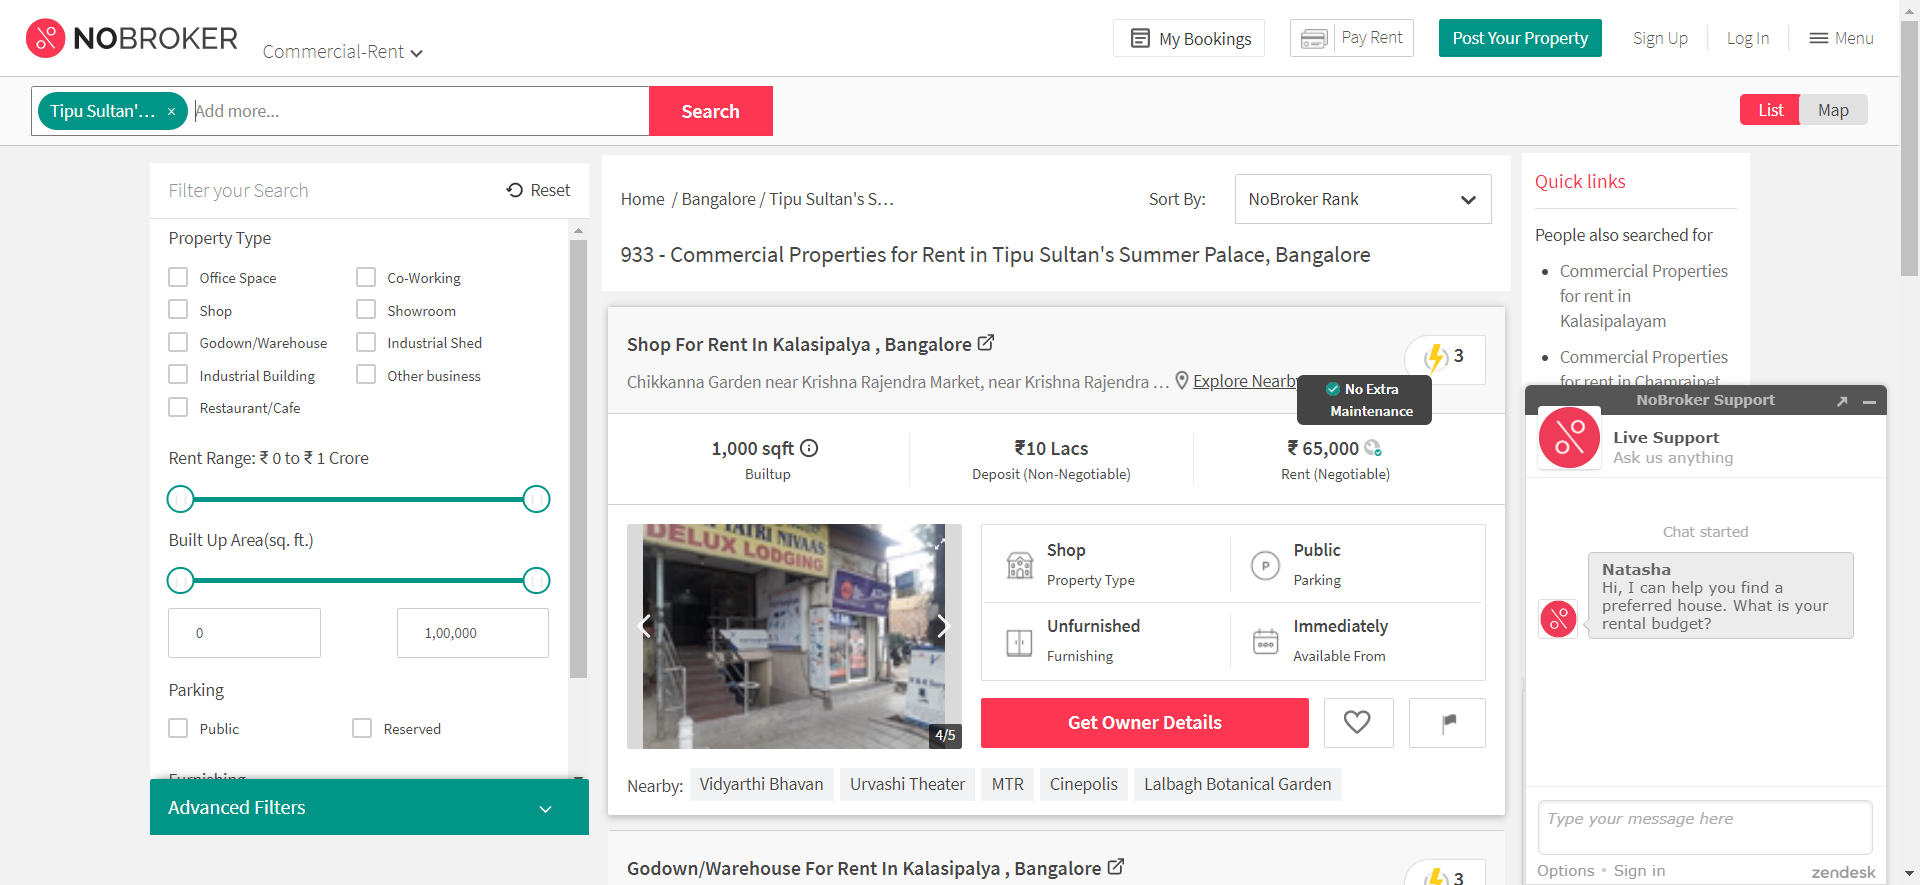 NOBROKER
Commercial-Rent
My Bookings
Pay Rent
Post Your Property
Sign Up
Log In
Menu
Tipu Sultan'... ×
Add more...
Search
List
Map
Filter your Search
Reset
Property Type
Office Space
Co-Working
Shop
Showroom
Godown/Warehouse
Industrial Shed
Industrial Building
Other business
Restaurant/Cafe
Rent Range: ₹ 0 to ₹ 1 Crore
Built Up Area(sq. ft.)
0
1,00,000
Parking
Public
Reserved
Furnishing
Advanced Filters
Home / Bangalore / Tipu Sultan's S...
Sort By:
NoBroker Rank
933 - Commercial Properties for Rent in Tipu Sultan's Summer Palace, Bangalore
Shop For Rent In Kalasipalya , Bangalore
3
Chikkanna Garden near Krishna Rajendra Market, near Krishna Rajendra ...
Explore Nearby
No Extra
Maintenance
1,000 sqft
Builtup
₹10 Lacs
Deposit (Non-Negotiable)
₹ 65,000
Rent (Negotiable)
NIVAAS
DELUX LODGING
4/5
Shop
Property Type
P
Public
Parking
Unfurnished
Furnishing
Immediately
Available From
Get Owner Details
Nearby:
Vidyarthi Bhavan
Urvashi Theater
MTR
Cinepolis
Lalbagh Botanical Garden
Godown/Warehouse For Rent In Kalasipalya , Bangalore
3
Quick links
People also searched for
Commercial Properties
for rent in
Kalasipalayam
Commercial Properties
for rent in Chamrajpet
NoBroker Support
Live Support
Ask us anything
Chat started
Natasha
Hi, I can help you find a
preferred house. What is your
rental budget?
Type your message here
Options • Sign in
zendesk